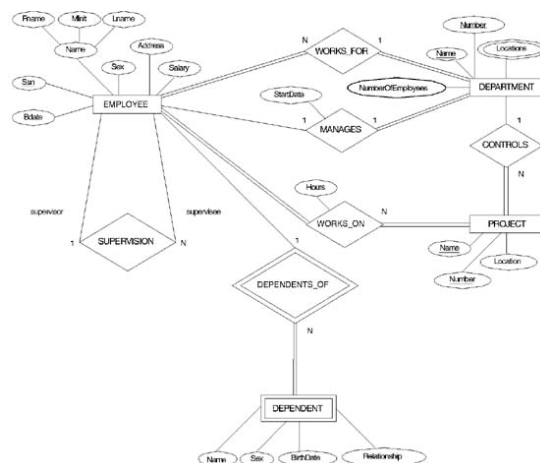 Fname Minit Lname
Number
Name
Address
N WORKS_FOR 1
Name
Locations
Sex
Salary
Ssn
StartDate
NumberOfEmployees
DEPARTMENT
EMPLOYEE
Bdate
1 MANAGES 1
1
CONTROLS
Hours
N
supervisor
supervisee
WORKS_ON
N
PROJECT
1 SUPERVISION N
1
Name
Location
Number
DEPENDENTS_OF
N
DEPENDENT
Name
Sex
BirthDate
Relationship